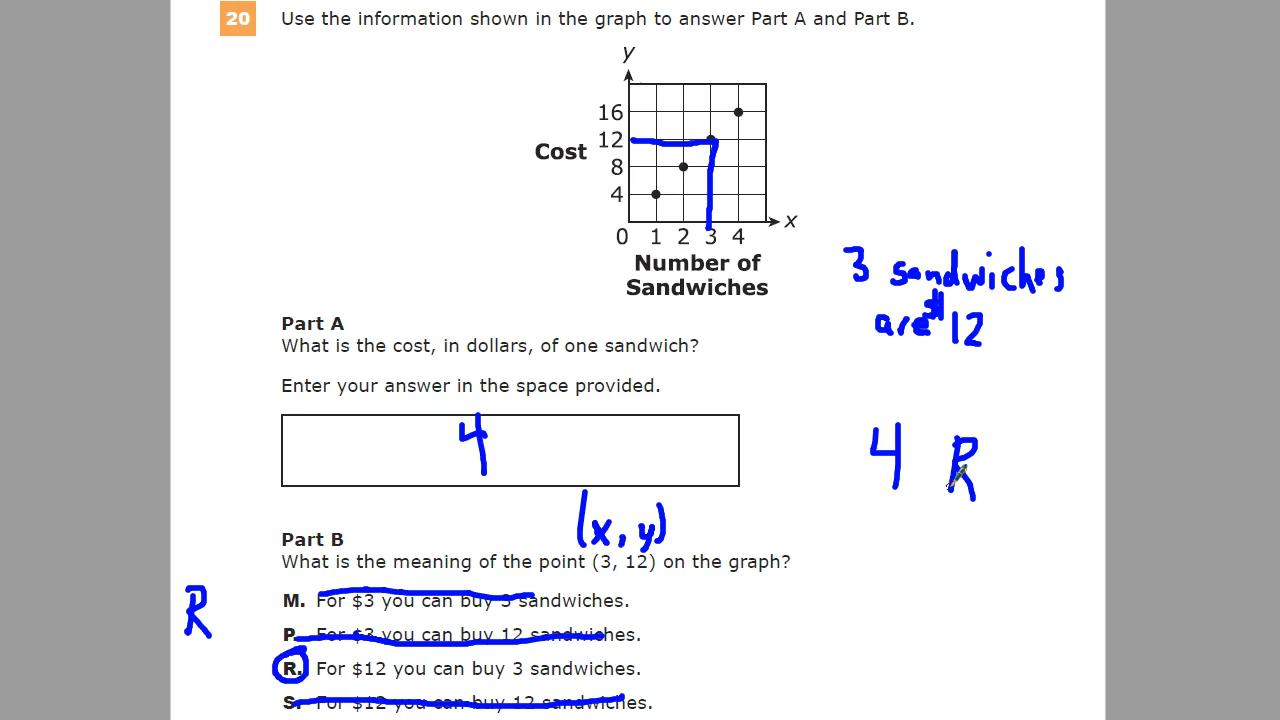 20 Use the information shown in the graph to answer Part A and Part B.
y
16
12
Cost
8
4
x
0 1 2 3 4
Number of
Sandwiches
3 sandwiches
are $12
Part A
What is the cost, in dollars, of one sandwich?
Enter your answer in the space provided.
4
4 R
(x, y)
Part B
What is the meaning of the point (3, 12) on the graph?
R
M. For $3 you can buy 3 sandwiches.
P. For $3 you can buy 12 sandwiches.
R. For $12 you can buy 3 sandwiches.
S. For $12 you can buy 12 sandwiches.